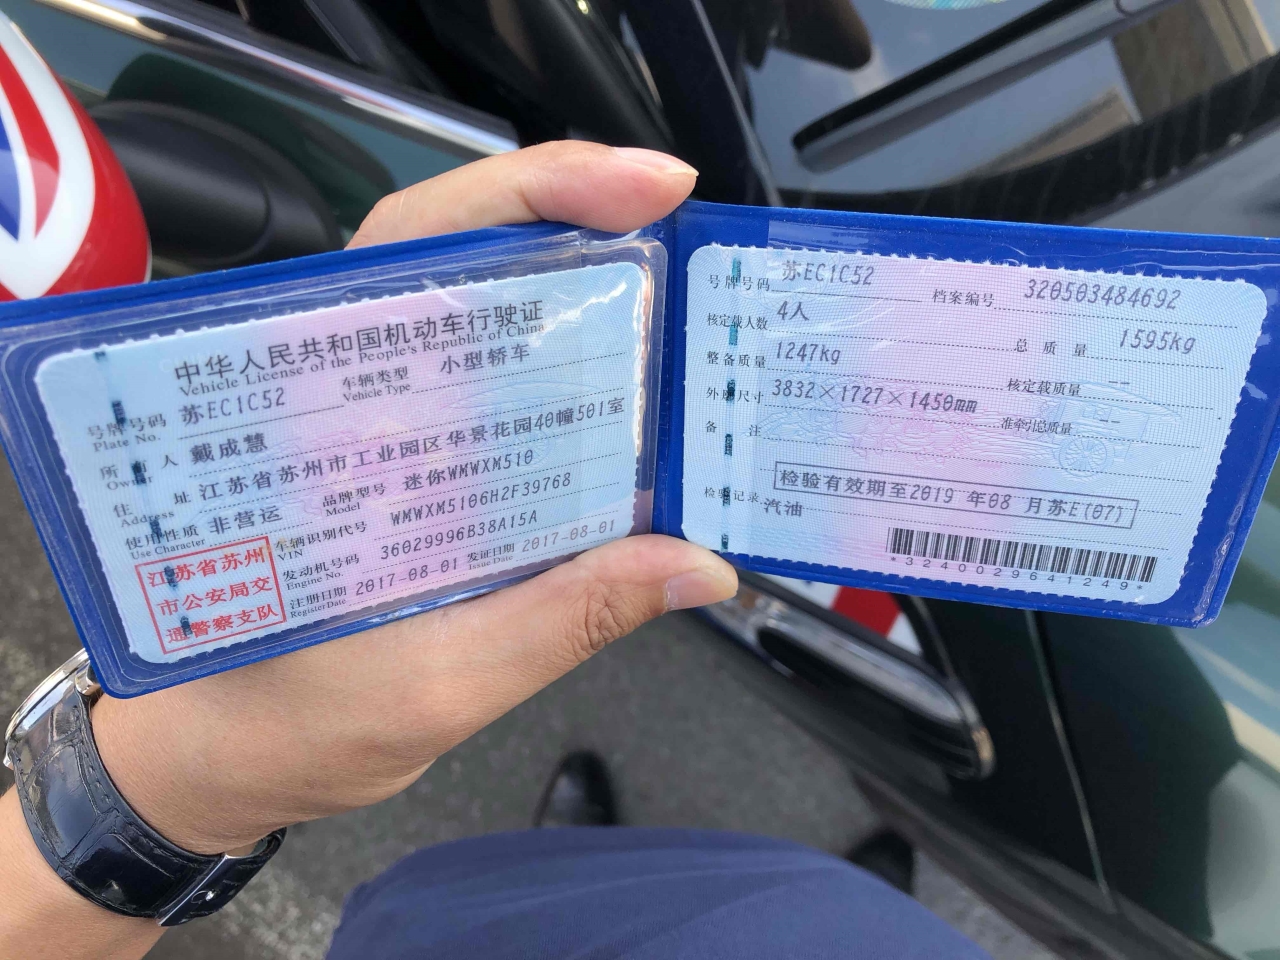 中华人民共和国机动车行驶证
Vehicle License of the People's Republic of China
号牌号码 苏EC1C52 车辆类型 小型轿车
Plate No. Vehicle Type
所有人 戴成慧
Owner
住址 江苏省苏州市工业园区华景花园40幢501室
Address
使用性质 非营运 品牌型号 迷你WMWXM510
Use Character Model
车辆识别代号 WMWXM5106H2F39768
VIN
发动机号码 36029996B38A15A
Engine No.
注册日期 2017-08-01 发证日期 2017-08-01
Register Date Issue Date
江苏省苏州
市公安局交
通警察支队
号牌号码 苏EC1C52 档案编号 320503484692
核定载人数 4人 总质量 1595kg
整备质量 1247kg 核定载质量 --
外廓尺寸 3832×1727×1450mm 准牵引总质量 --
备注
检验有效期至2019 年08 月苏E(07)
检验记录 汽油
*3240029641249*